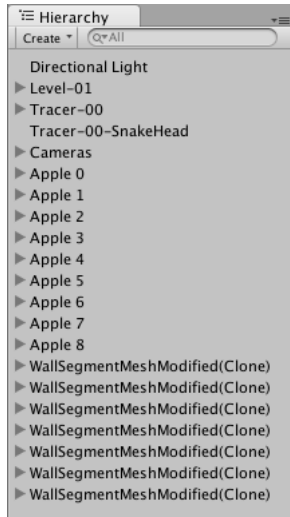 Hierarchy
Create All
Directional Light
Level-01
Tracer-00
Tracer-00-SnakeHead
Cameras
Apple 0
Apple 1
Apple 2
Apple 3
Apple 4
Apple 5
Apple 6
Apple 7
Apple 8
WallSegmentMeshModified(Clone)
WallSegmentMeshModified(Clone)
WallSegmentMeshModified(Clone)
WallSegmentMeshModified(Clone)
WallSegmentMeshModified(Clone)
WallSegmentMeshModified(Clone)
WallSegmentMeshModified(Clone)